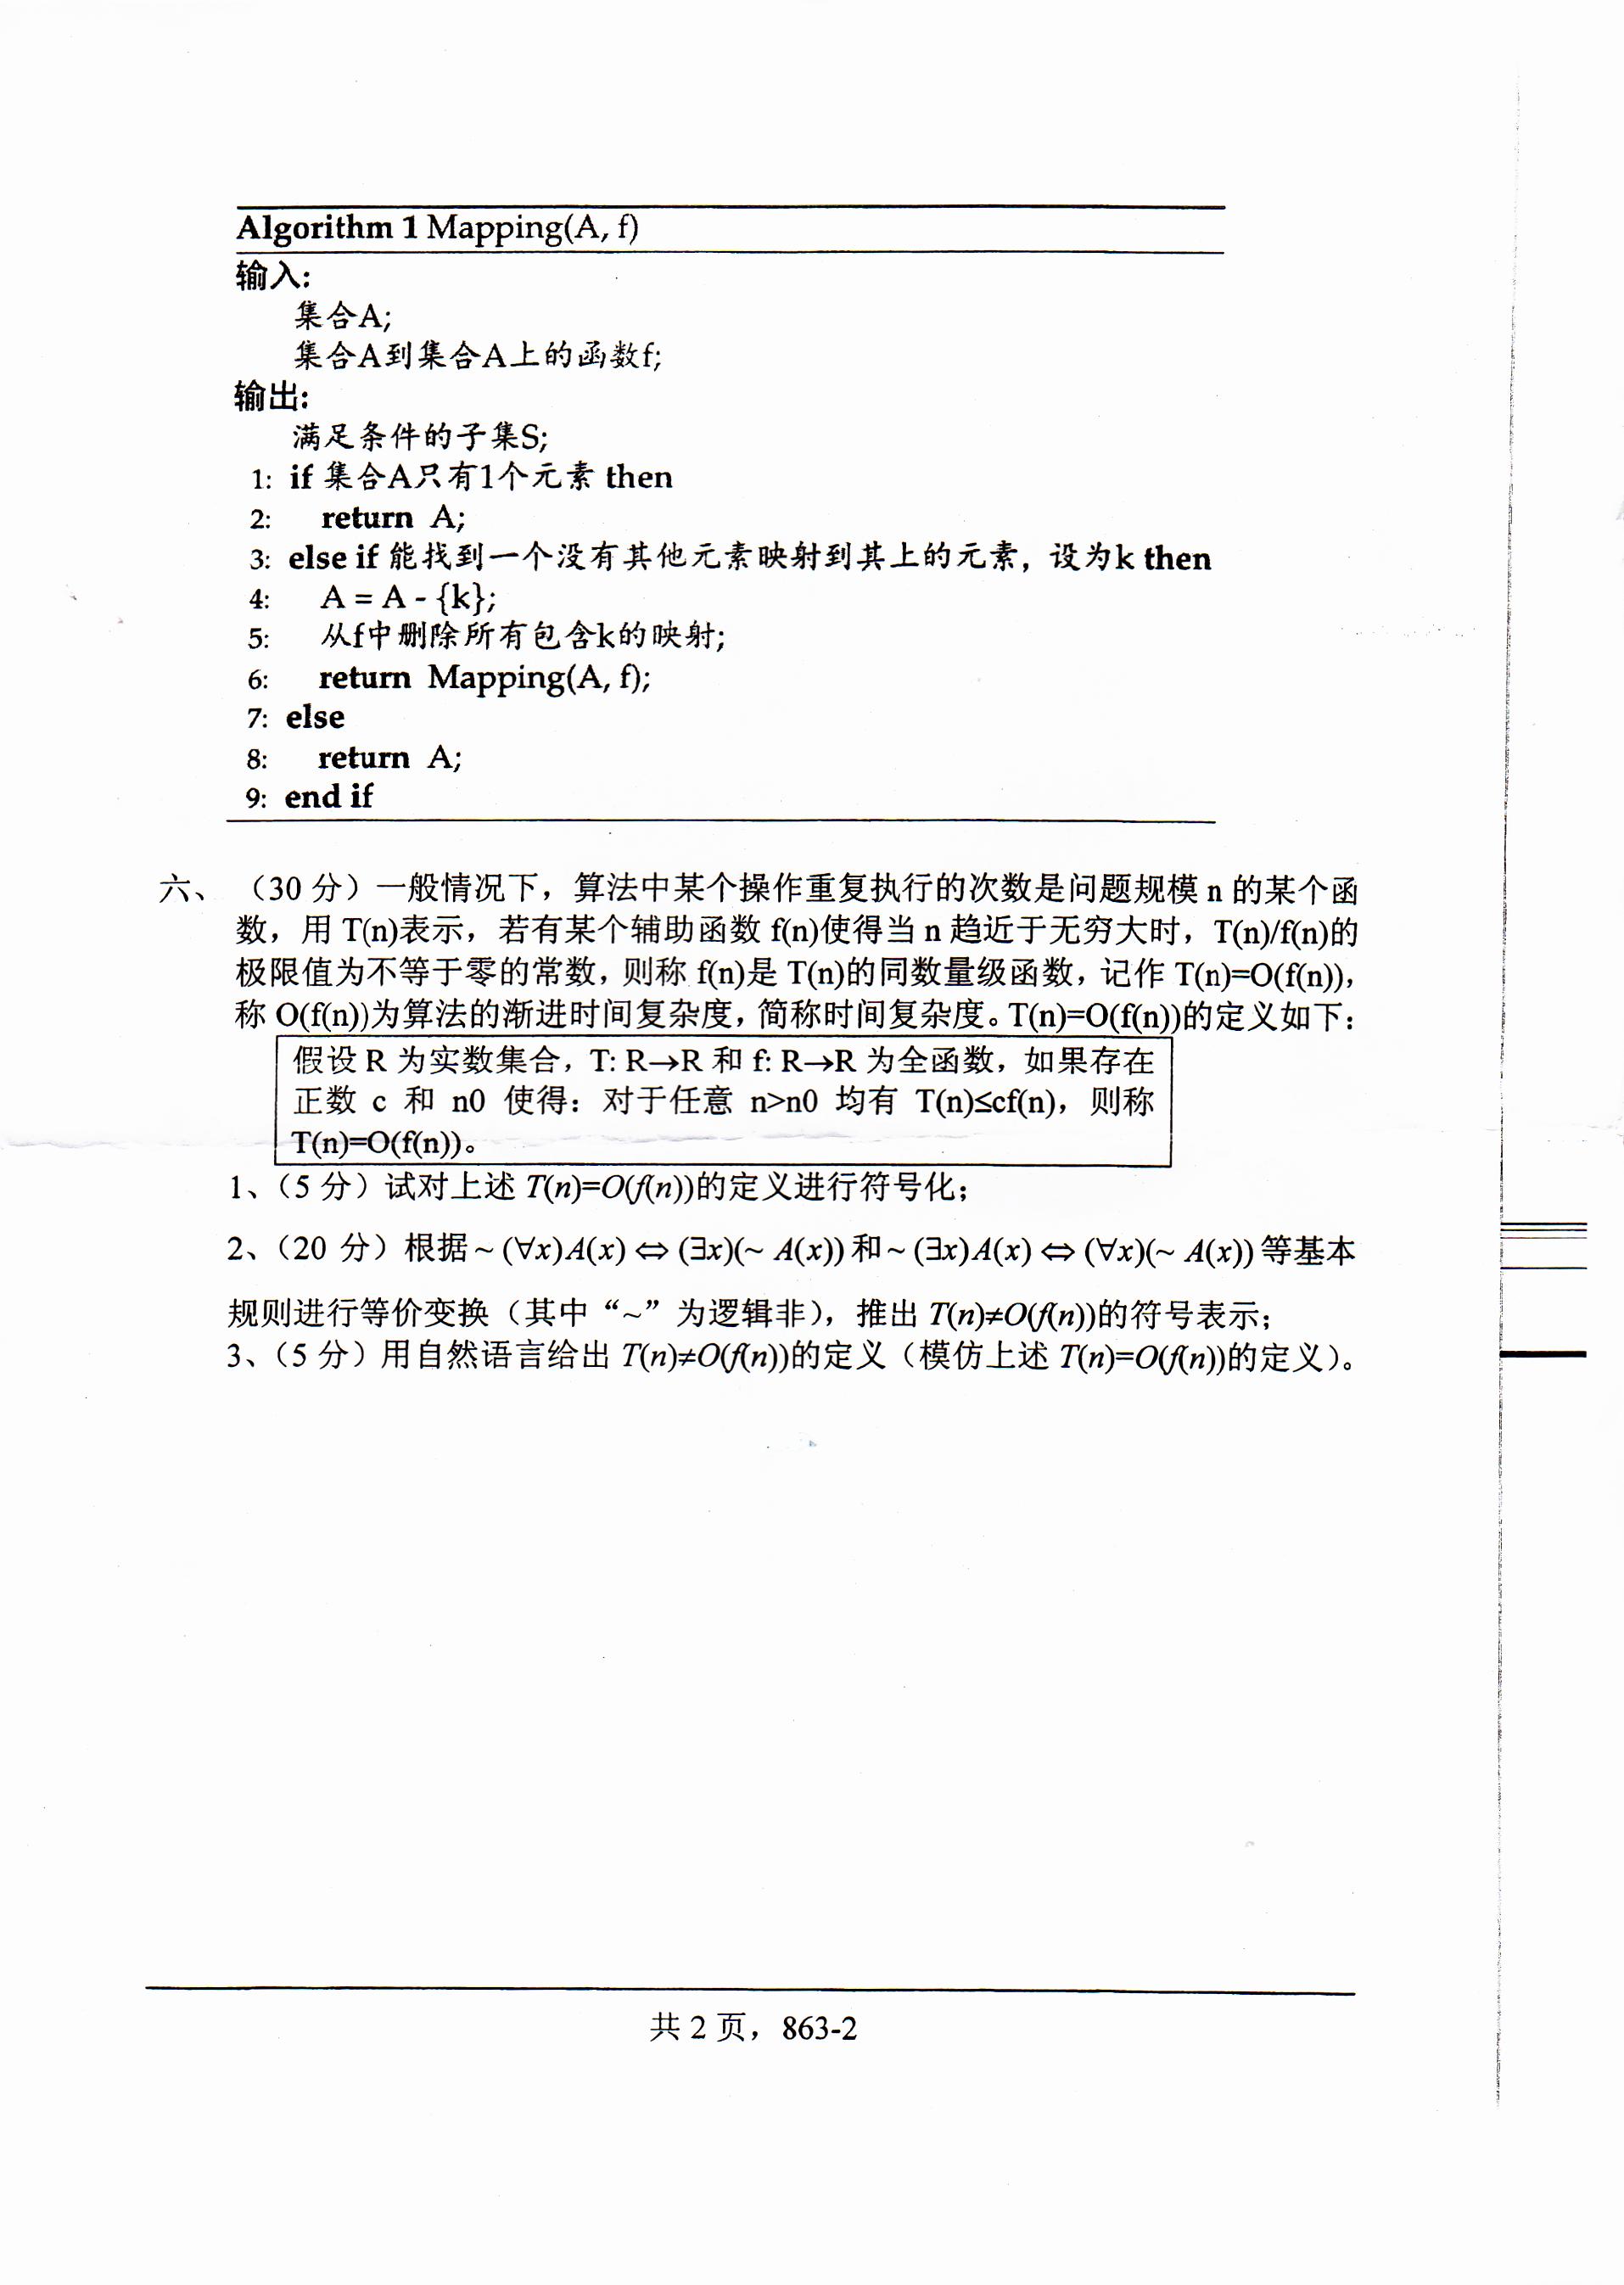 Algorithm 1 Mapping(A, f)
输入:
集合A;
集合A到集合A上的函数f;
输出:
满足条件的子集S;
1: if 集合A只有1个元素 then
2: return A;
3: else if 能找到一个没有其他元素映射到其上的元素，设为k then
4: A = A - {k};
5: 从f中删除所有包含k的映射;
6: return Mapping(A, f);
7: else
8: return A;
9: end if
六、（30 分）一般情况下，算法中某个操作重复执行的次数是问题规模 n 的某个函
数，用 T(n)表示，若有某个辅助函数 f(n)使得当 n 趋近于无穷大时，T(n)/f(n)的
极限值为不等于零的常数，则称 f(n)是 T(n)的同数量级函数，记作 T(n)=O(f(n))，
称 O(f(n))为算法的渐进时间复杂度，简称时间复杂度。T(n)=O(f(n))的定义如下：
假设 R 为实数集合，T: R→R 和 f: R→R 为全函数，如果存在
正数 c 和 n0 使得：对于任意 n>n0 均有 T(n)≤cf(n)，则称
T(n)=O(f(n))。
1、（5 分）试对上述 T(n)=O(f(n))的定义进行符号化；
2、（20 分）根据 ~ (∀x)A(x) ⇔ (∃x)(~ A(x)) 和 ~ (∃x)A(x) ⇔ (∀x)(~ A(x)) 等基本
规则进行等价变换（其中“~”为逻辑非），推出 T(n)≠O(f(n))的符号表示；
3、（5 分）用自然语言给出 T(n)≠O(f(n))的定义（模仿上述 T(n)=O(f(n))的定义）。
共 2 页，863-2